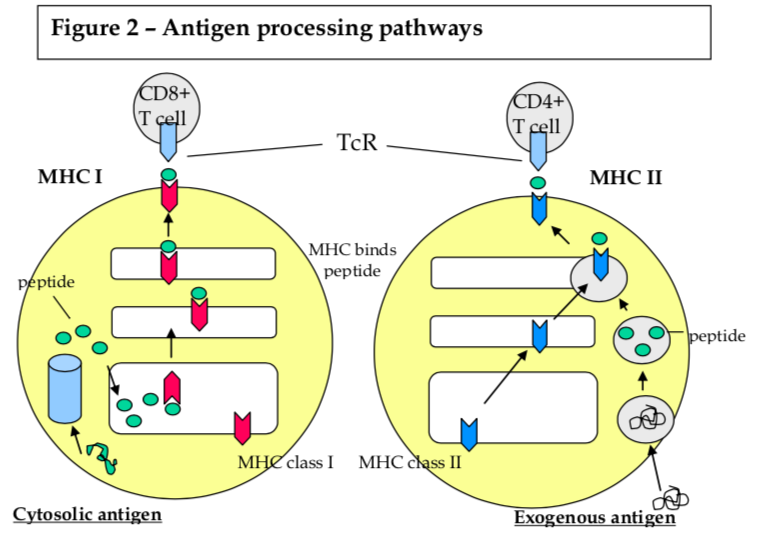 Figure 2 – Antigen processing pathways
CD8+
T cell
CD4+
T cell
TcR
MHC I
MHC II
MHC binds
peptide
peptide
peptide
MHC class I
MHC class II
Cytosolic antigen
Exogenous antigen